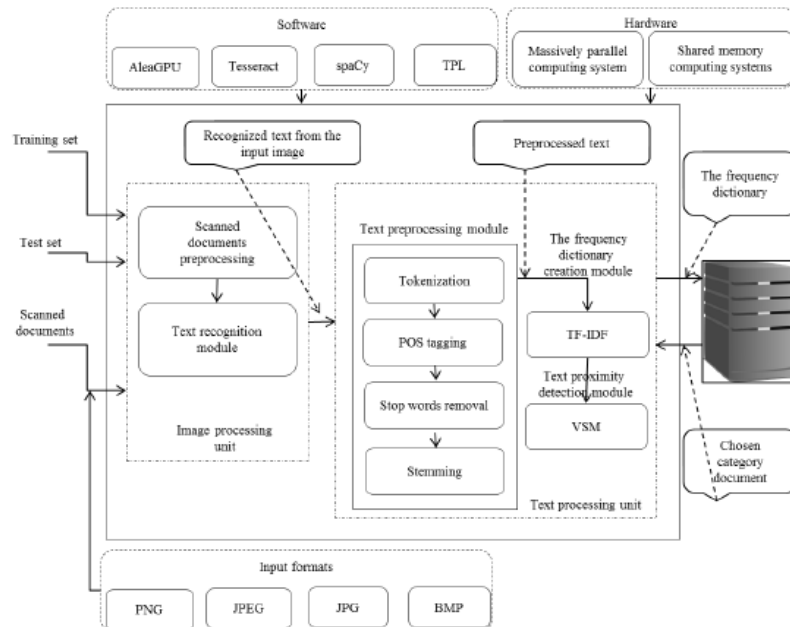 Software
Hardware
AleaGPU
Tesseract
spaCy
TPL
Massively parallel
computing system
Shared memory
computing systems
Training set
Recognized text from the
input image
Preprocessed text
The frequency
dictionary
Test set
Scanned
documents
preprocessing
Text preprocessing module
The frequency
dictionary
creation module
Tokenization
Scanned
documents
Text recognition
module
POS tagging
TF-IDF
Text proximity
detection module
Stop words removal
VSM
Image processing
unit
Stemming
Chosen
category
document
Text processing unit
Input formats
PNG
JPEG
JPG
BMP